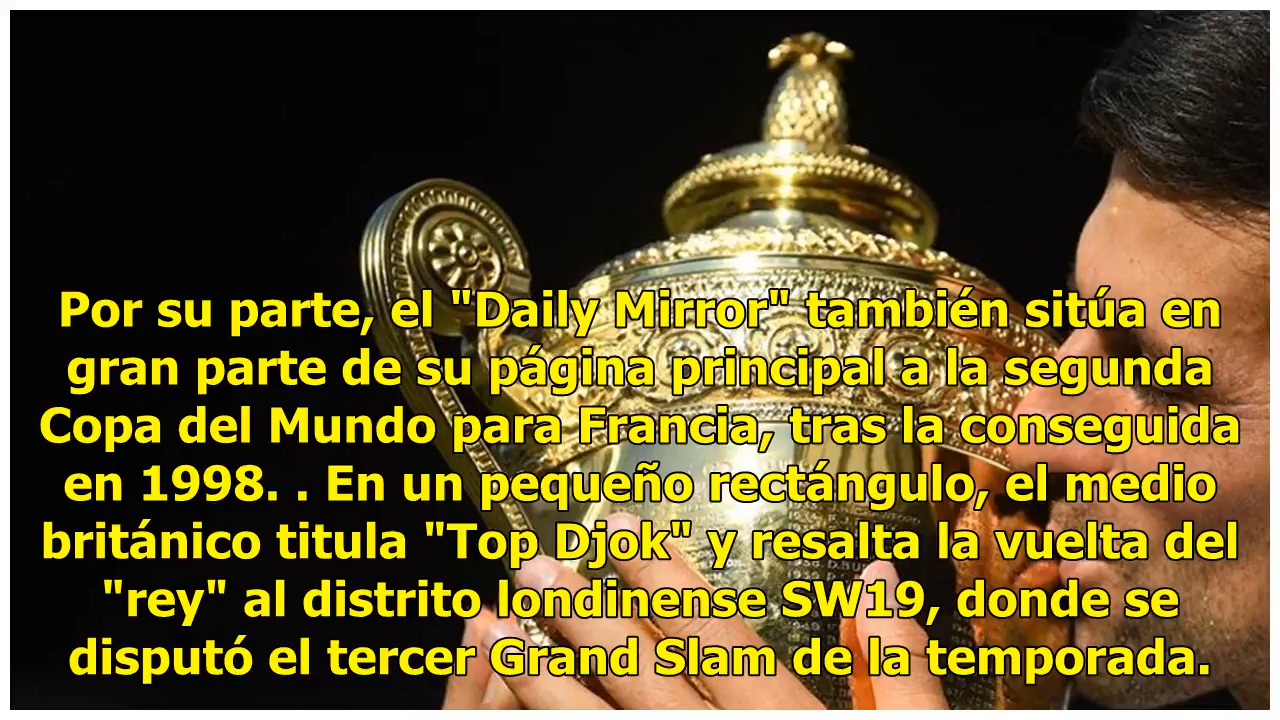 Por su parte, el "Daily Mirror" también sitúa en
gran parte de su página principal a la segunda
Copa del Mundo para Francia, tras la conseguida
en 1998. . En un pequeño rectángulo, el medio
británico titula "Top Djok" y resalta la vuelta del
"rey" al distrito londinense SW19, donde se
disputó el tercer Grand Slam de la temporada.